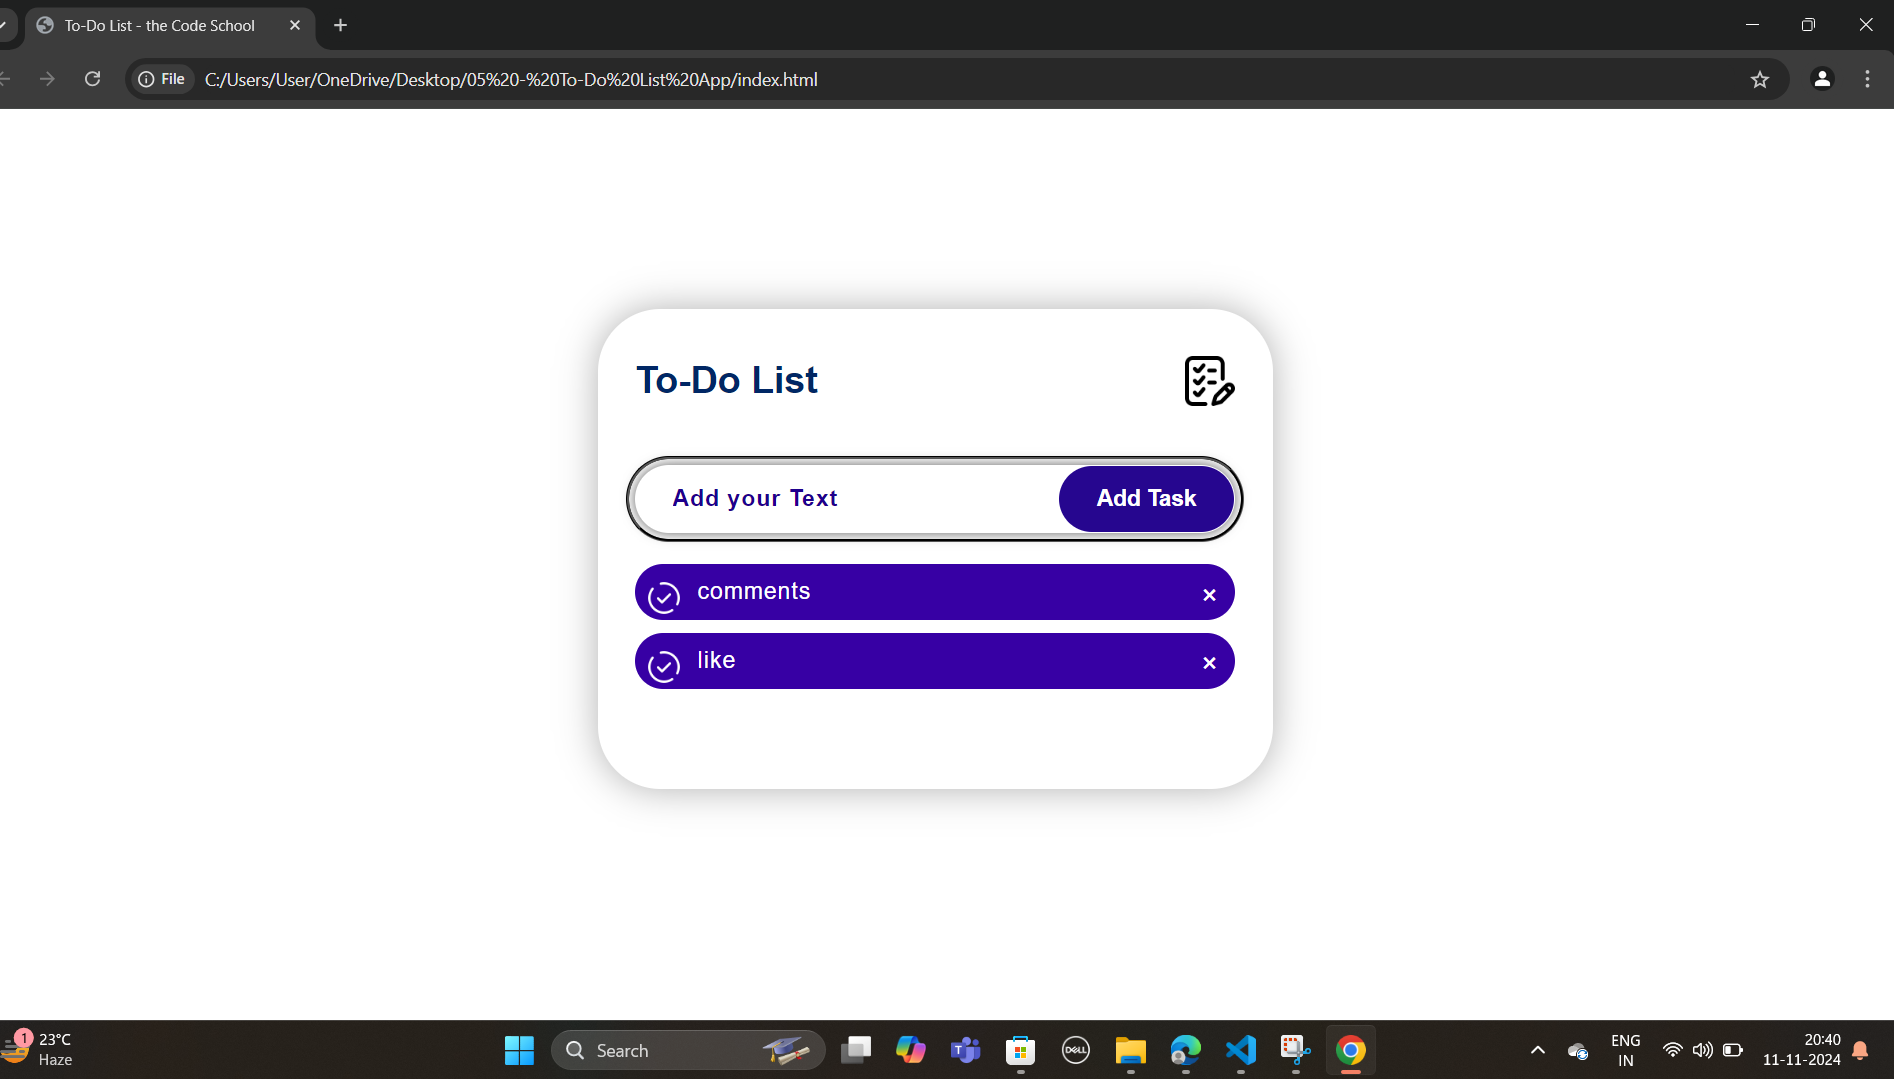 To-Do List - the Code School
File
C:/Users/User/OneDrive/Desktop/05%20-%20To-Do%20List%20App/index.html
To-Do List
Add your Text
Add Task
comments
×
like
×
1
23°C
Haze
Search
T
DELL
ENG
IN
20:40
11-11-2024